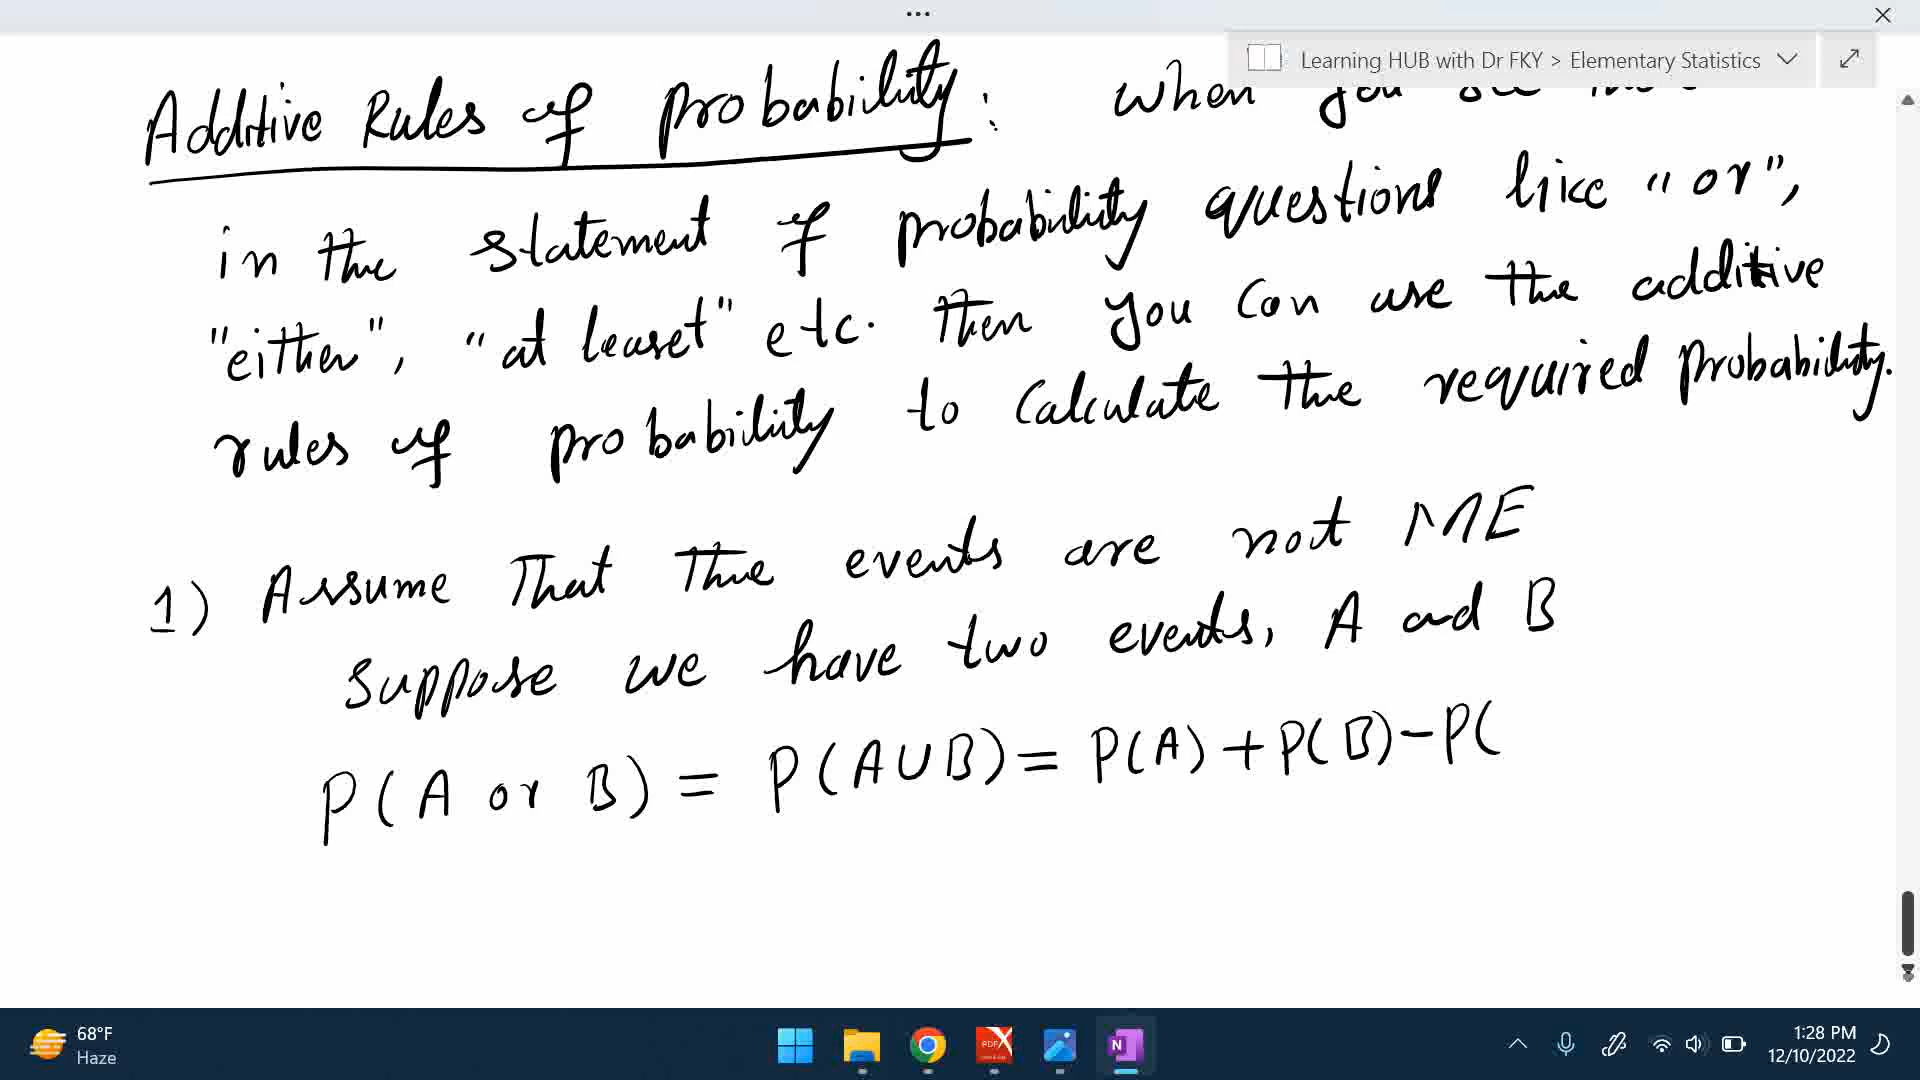 Learning HUB with Dr FKY > Elementary Statistics
Additive Rules of probability: when you see
in the statement of probability questions like "or",
"either", "at leaset" etc. Then you can use the additive
rules of probability to calculate the required probability.
1) Assume That the events are not ME
suppose we have two events, A and B
P(A or B) = P(A∪B) = P(A) + P(B) - P(
68°F
Haze
1:28 PM
12/10/2022